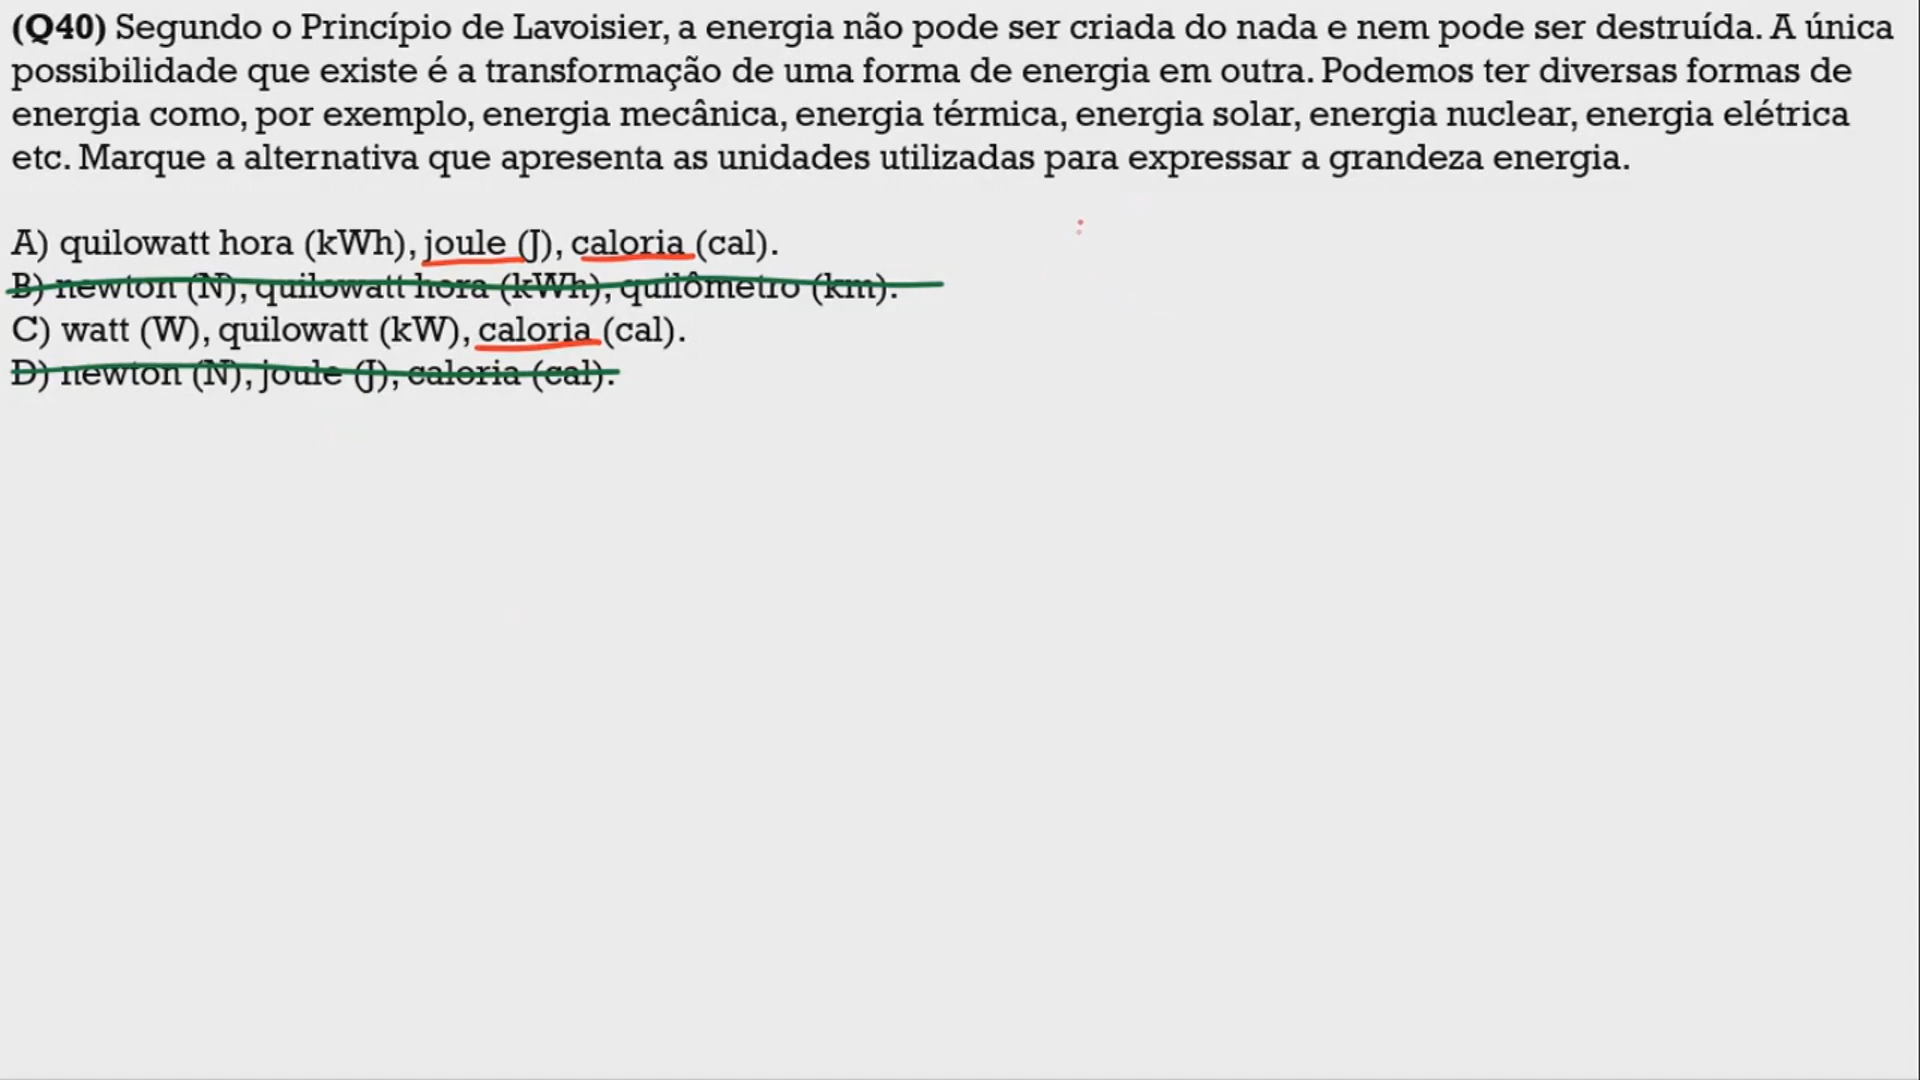 (Q40) Segundo o Princípio de Lavoisier, a energia não pode ser criada do nada e nem pode ser destruída. A única
possibilidade que existe é a transformação de uma forma de energia em outra. Podemos ter diversas formas de
energia como, por exemplo, energia mecânica, energia térmica, energia solar, energia nuclear, energia elétrica
etc. Marque a alternativa que apresenta as unidades utilizadas para expressar a grandeza energia.
A) quilowatt hora (kWh), joule (J), caloria (cal).
B) newton (N), quilowatt hora (kWh), quilômetro (km).
C) watt (W), quilowatt (kW), caloria (cal).
D) newton (N), joule (J), caloria (cal).